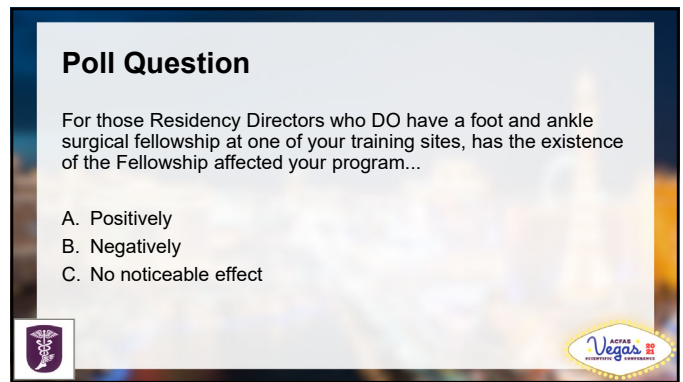 Poll Question
For those Residency Directors who DO have a foot and ankle
surgical fellowship at one of your training sites, has the existence
of the Fellowship affected your program...
A. Positively
B. Negatively
C. No noticeable effect
ACFAS
Vegas 20
21
SCIENTIFIC CONFERENCE